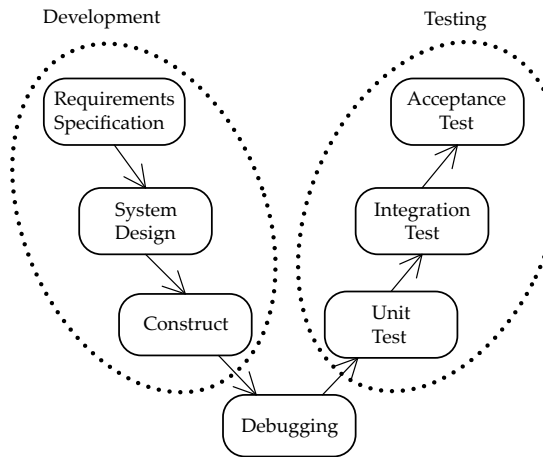 Development
Testing
Requirements
Specification
Acceptance
Test
System
Design
Integration
Test
Construct
Unit
Test
Debugging